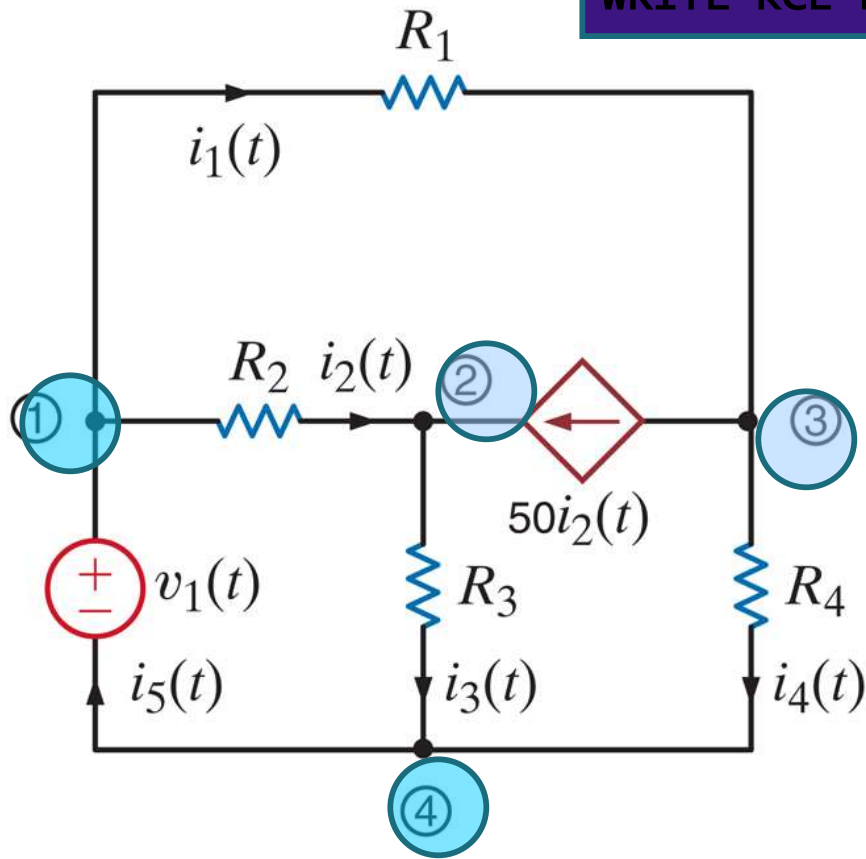 WRITE KCL
R₁
i₁(t)
R₂ i₂(t) ②
① ③
50i₂(t)
+
−
v₁(t) R₃ R₄
i₅(t) i₃(t) i₄(t)
④